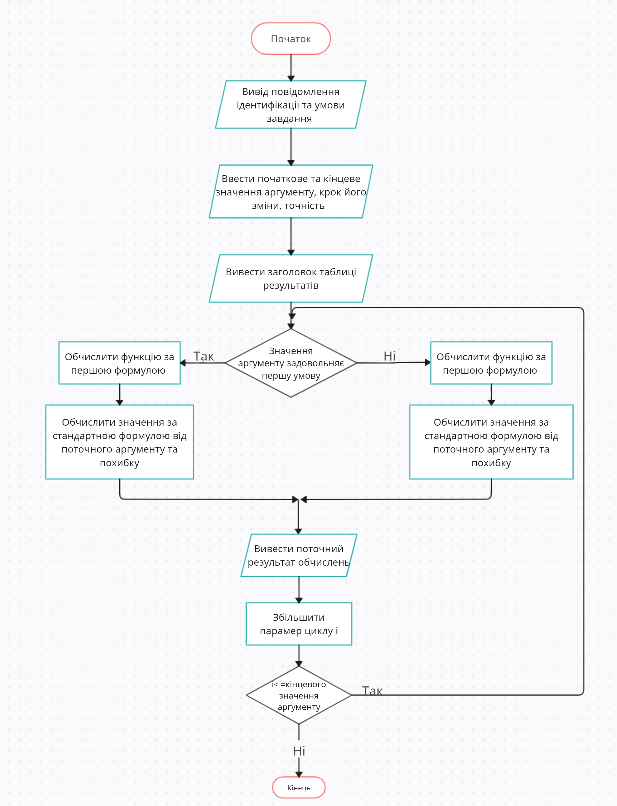 Початок
Вивід повідомлення
ідентифікації та умови
завдання
Ввести початкове та кінцеве
значення аргументу, крок його
зміни, точність
Вивести заголовок таблиці
результатів
Значення
аргументу задовольняє
першу умову
Так
Ні
Обчислити функцію за
першою формулою
Обчислити функцію за
першою формулою
Обчислити значення за
стандартною формулою від
поточного аргументу та
похибку
Обчислити значення за
стандартною формулою від
поточного аргументу та
похибку
Вивести поточний
результат обчислень
Збільшити
парамер циклу i
i< =кінцевого
значення
аргументу
Так
Ні
Кінець